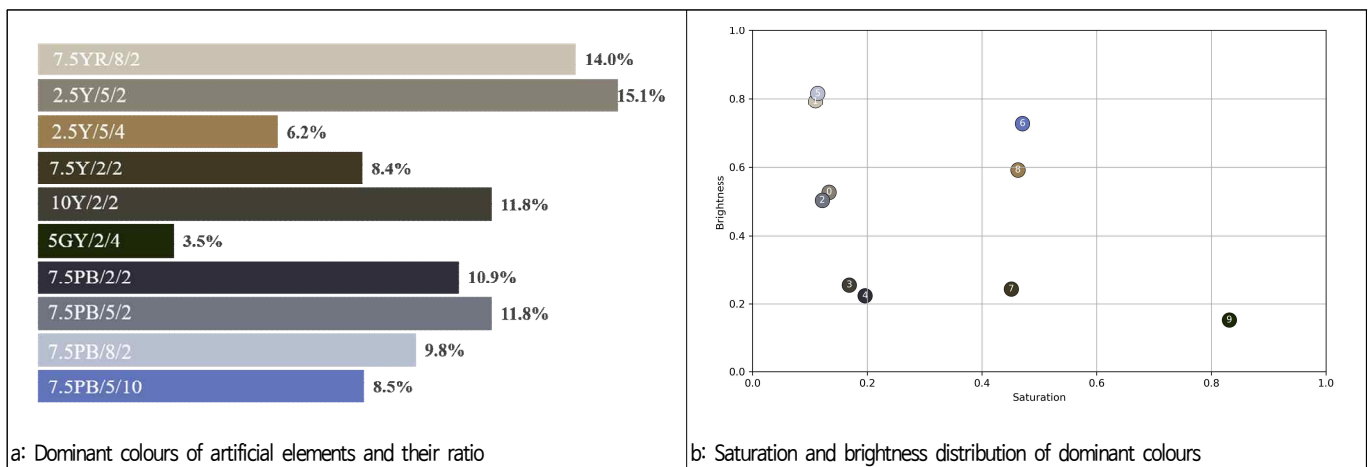 7.5YR/8/2 14.0%
2.5Y/5/2 15.1%
2.5Y/5/4 6.2%
7.5Y/2/2 8.4%
10Y/2/2 11.8%
5GY/2/4 3.5%
7.5PB/2/2 10.9%
7.5PB/5/2 11.8%
7.5PB/8/2 9.8%
7.5PB/5/10 8.5%
a: Dominant colours of artificial elements and their ratio
1.0
0.8
0.6
0.4
0.2
0.0
Brightness
5
1
6
8
0
2
3
4
7
9
0.0 0.2 0.4 0.6 0.8 1.0
Saturation
b: Saturation and brightness distribution of dominant colours